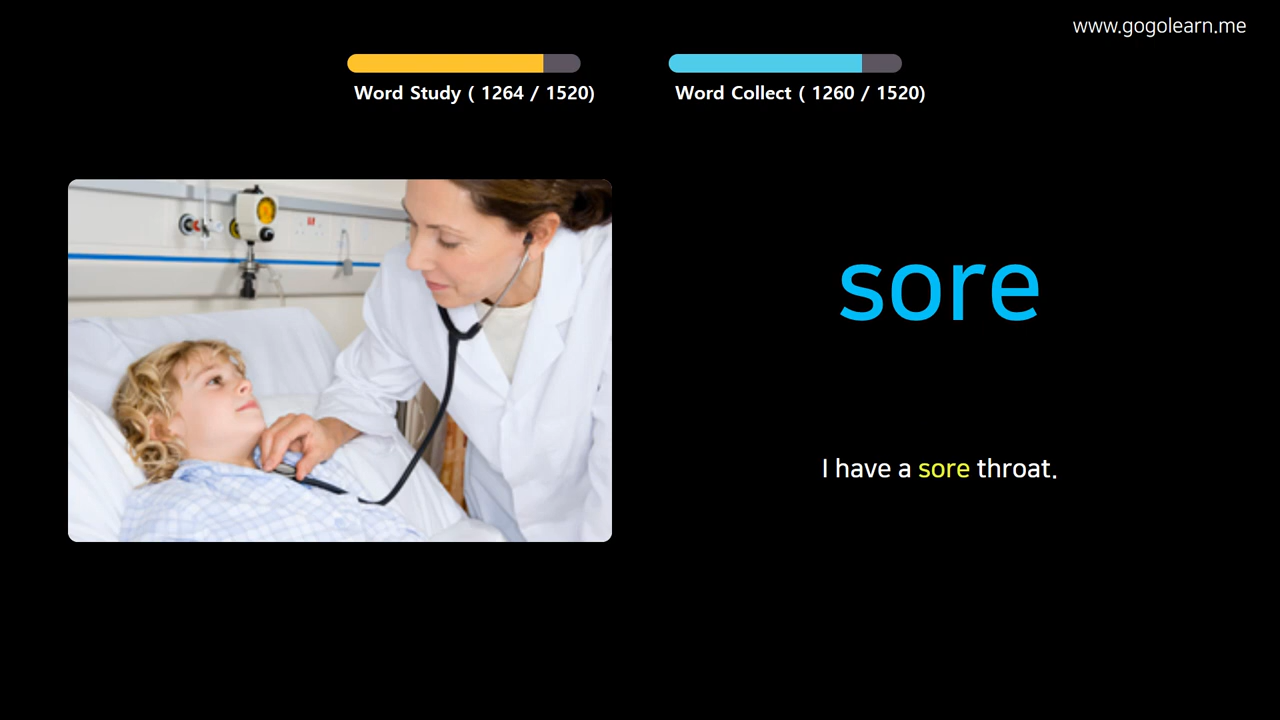 www.gogolearn.me
Word Study ( 1264 / 1520)
Word Collect ( 1260 / 1520)
sore
I have a sore throat.